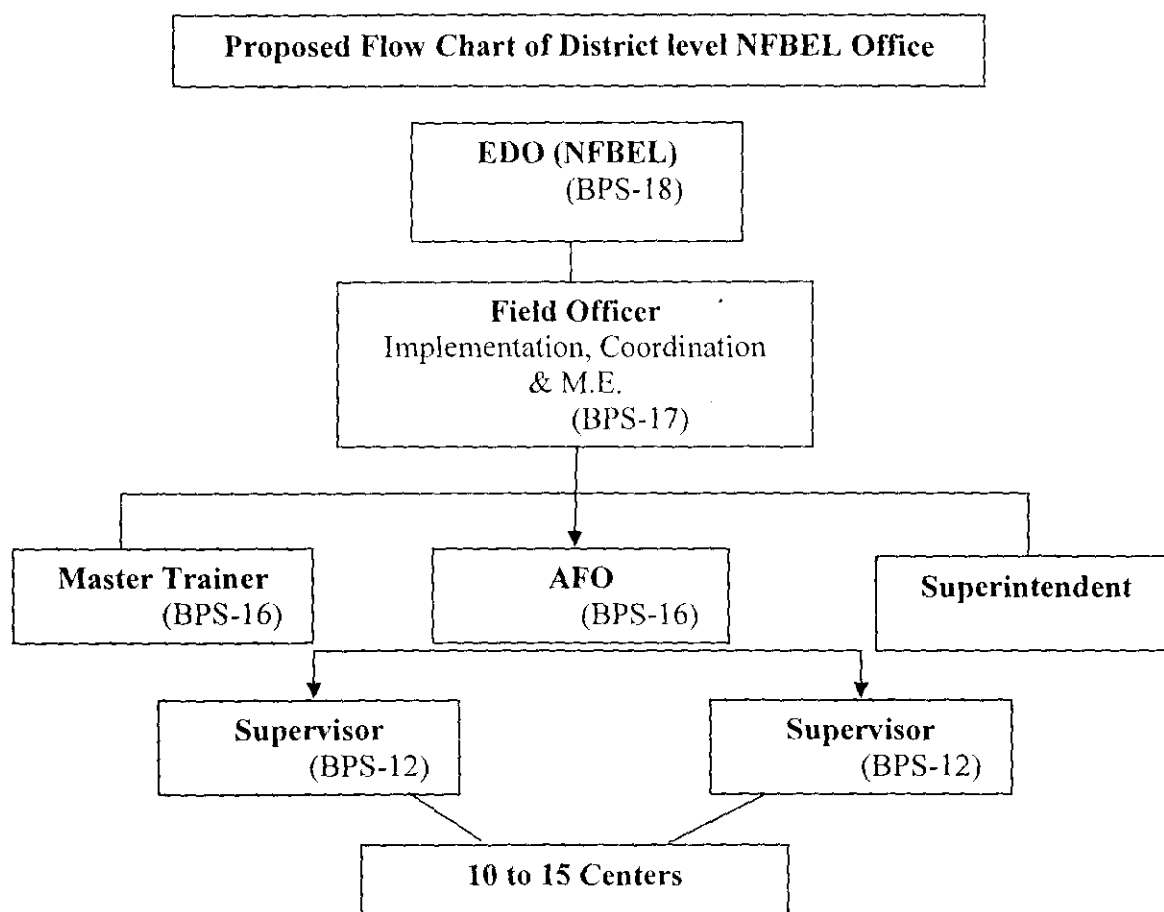 Proposed Flow Chart of District level NFBEL Office
EDO (NFBEL)
(BPS-18)
Field Officer
Implementation, Coordination
& M.E.
(BPS-17)
Master Trainer
(BPS-16)
AFO
(BPS-16)
Superintendent
Supervisor
(BPS-12)
Supervisor
(BPS-12)
10 to 15 Centers